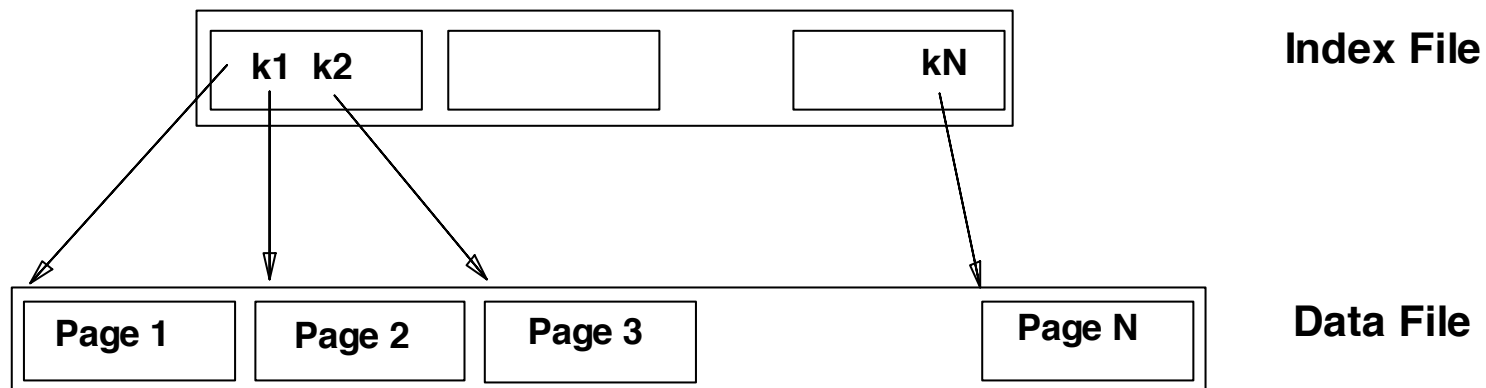 k1 k2
kN
Index File
Page 1
Page 2
Page 3
Page N
Data File